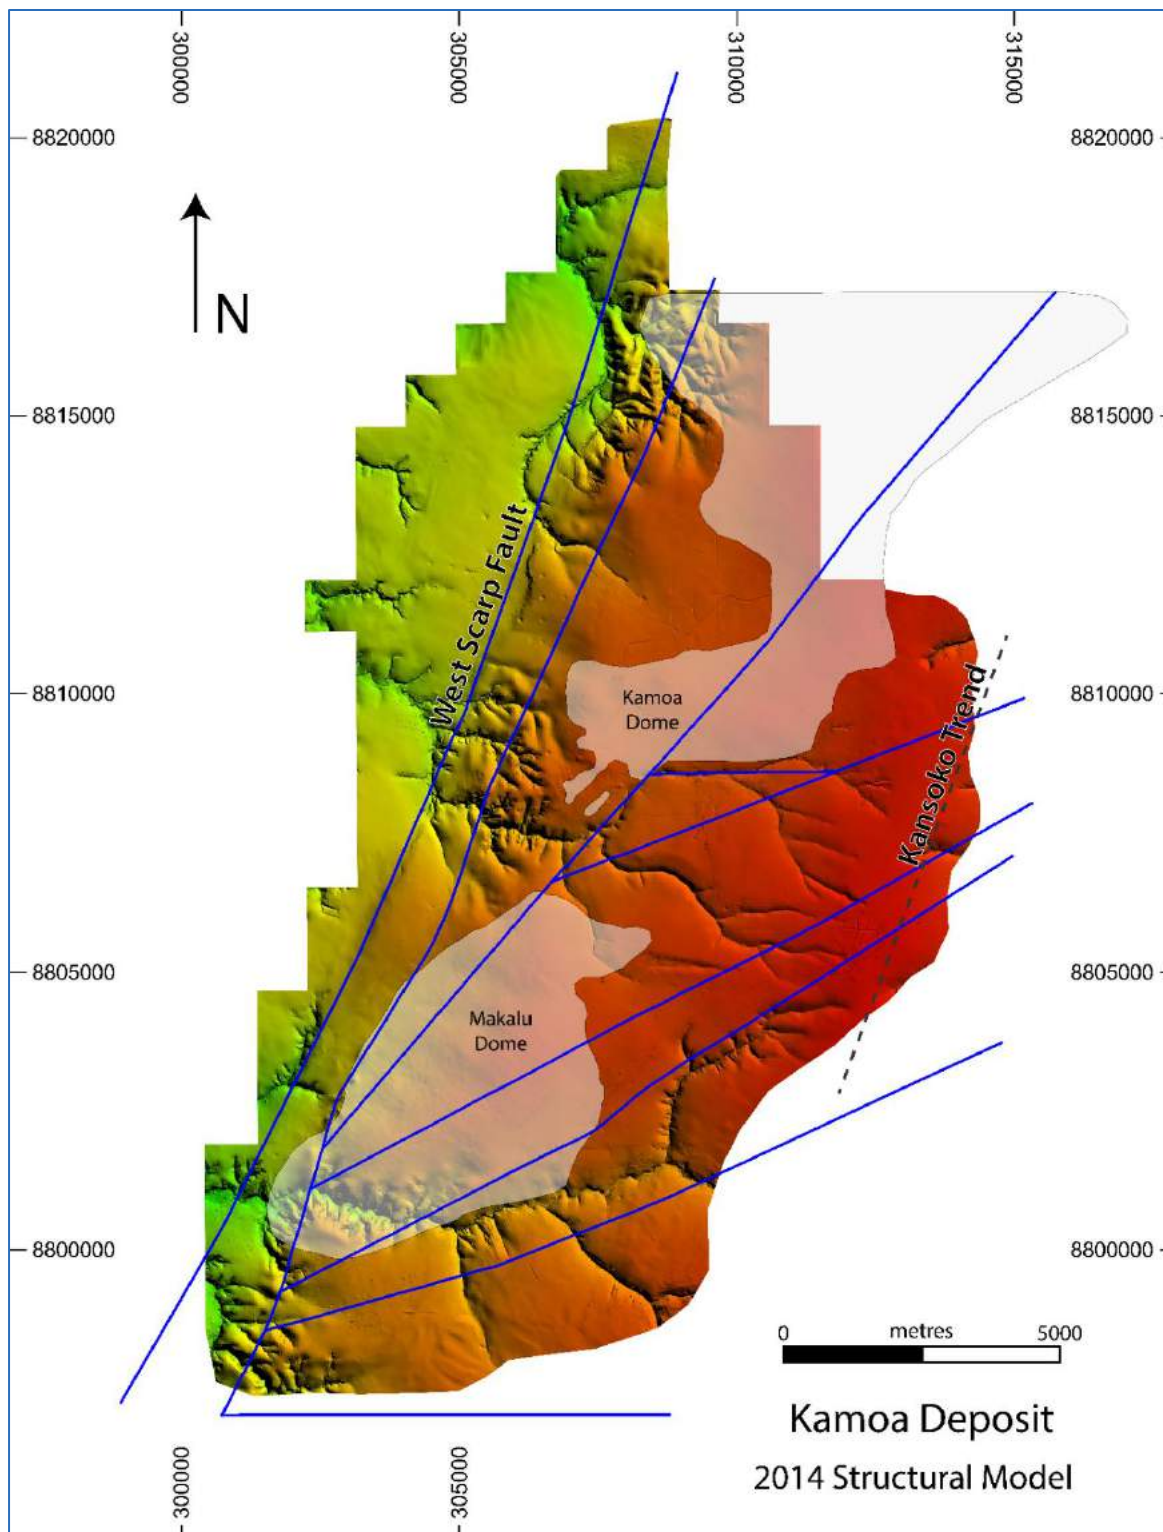 300000
305000
310000
315000
8820000
8820000
N
8815000
8815000
West Scarp Fault
8810000
8810000
Kamoa
Dome
Kansoko Trend
8805000
8805000
Makalu
Dome
8800000
8800000
0 metres 5000
Kamoa Deposit
2014 Structural Model
300000
305000